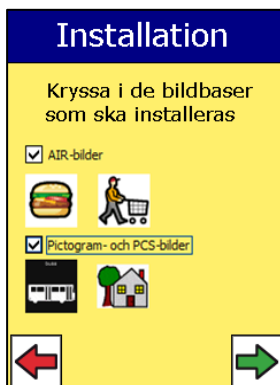 Installation
Kryssa i de bildbaser
som ska installeras
AIR-bilder
Pictogram- och PCS-bilder